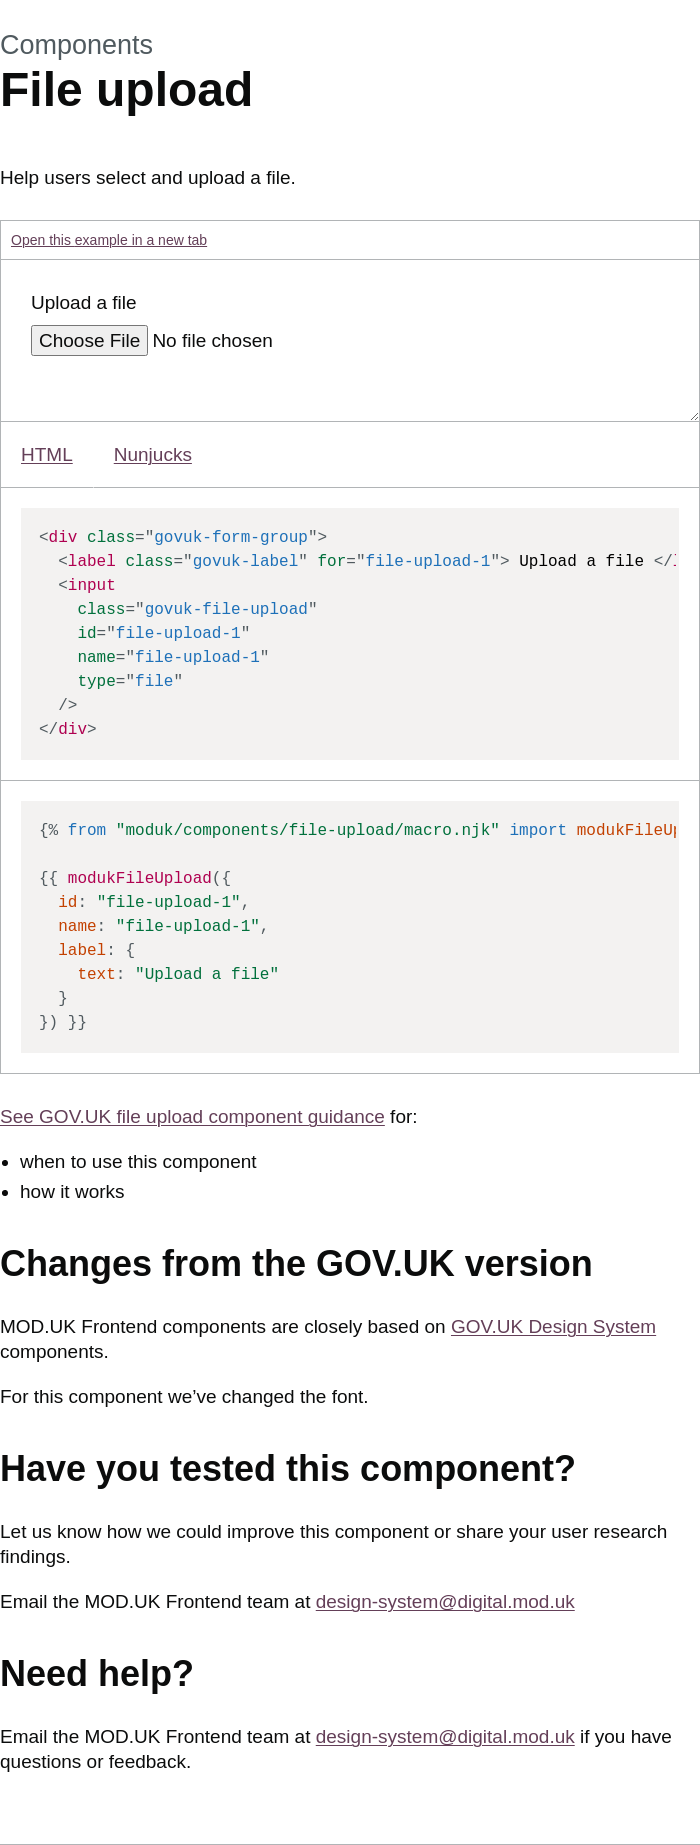 Components
File upload
Help users select and upload a file.
Open this example in a new tab
Upload a file
Choose File No file chosen
HTML Nunjucks
<div class="govuk-form-group">
  <label class="govuk-label" for="file-upload-1"> Upload a file </
  <input
    class="govuk-file-upload"
    id="file-upload-1"
    name="file-upload-1"
    type="file"
  />
</div>
{% from "moduk/components/file-upload/macro.njk" import modukFileUp
{{ modukFileUpload({
  id: "file-upload-1",
  name: "file-upload-1",
  label: {
    text: "Upload a file"
  }
}) }}
See GOV.UK file upload component guidance for:
• when to use this component
• how it works
Changes from the GOV.UK version
MOD.UK Frontend components are closely based on GOV.UK Design System
components.
For this component we’ve changed the font.
Have you tested this component?
Let us know how we could improve this component or share your user research
findings.
Email the MOD.UK Frontend team at design-system@digital.mod.uk
Need help?
Email the MOD.UK Frontend team at design-system@digital.mod.uk if you have
questions or feedback.